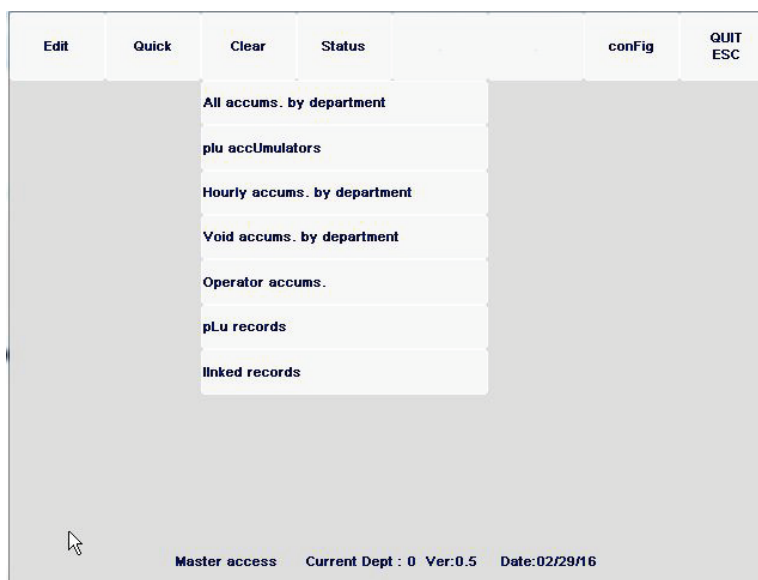 Edit Quick Clear Status conFig QUIT ESC
All accums. by department
plu accUmulators
Hourly accums. by department
Void accums. by department
Operator accums.
pLu records
lInked records
Master access Current Dept : 0 Ver:0.5 Date:02/29/16